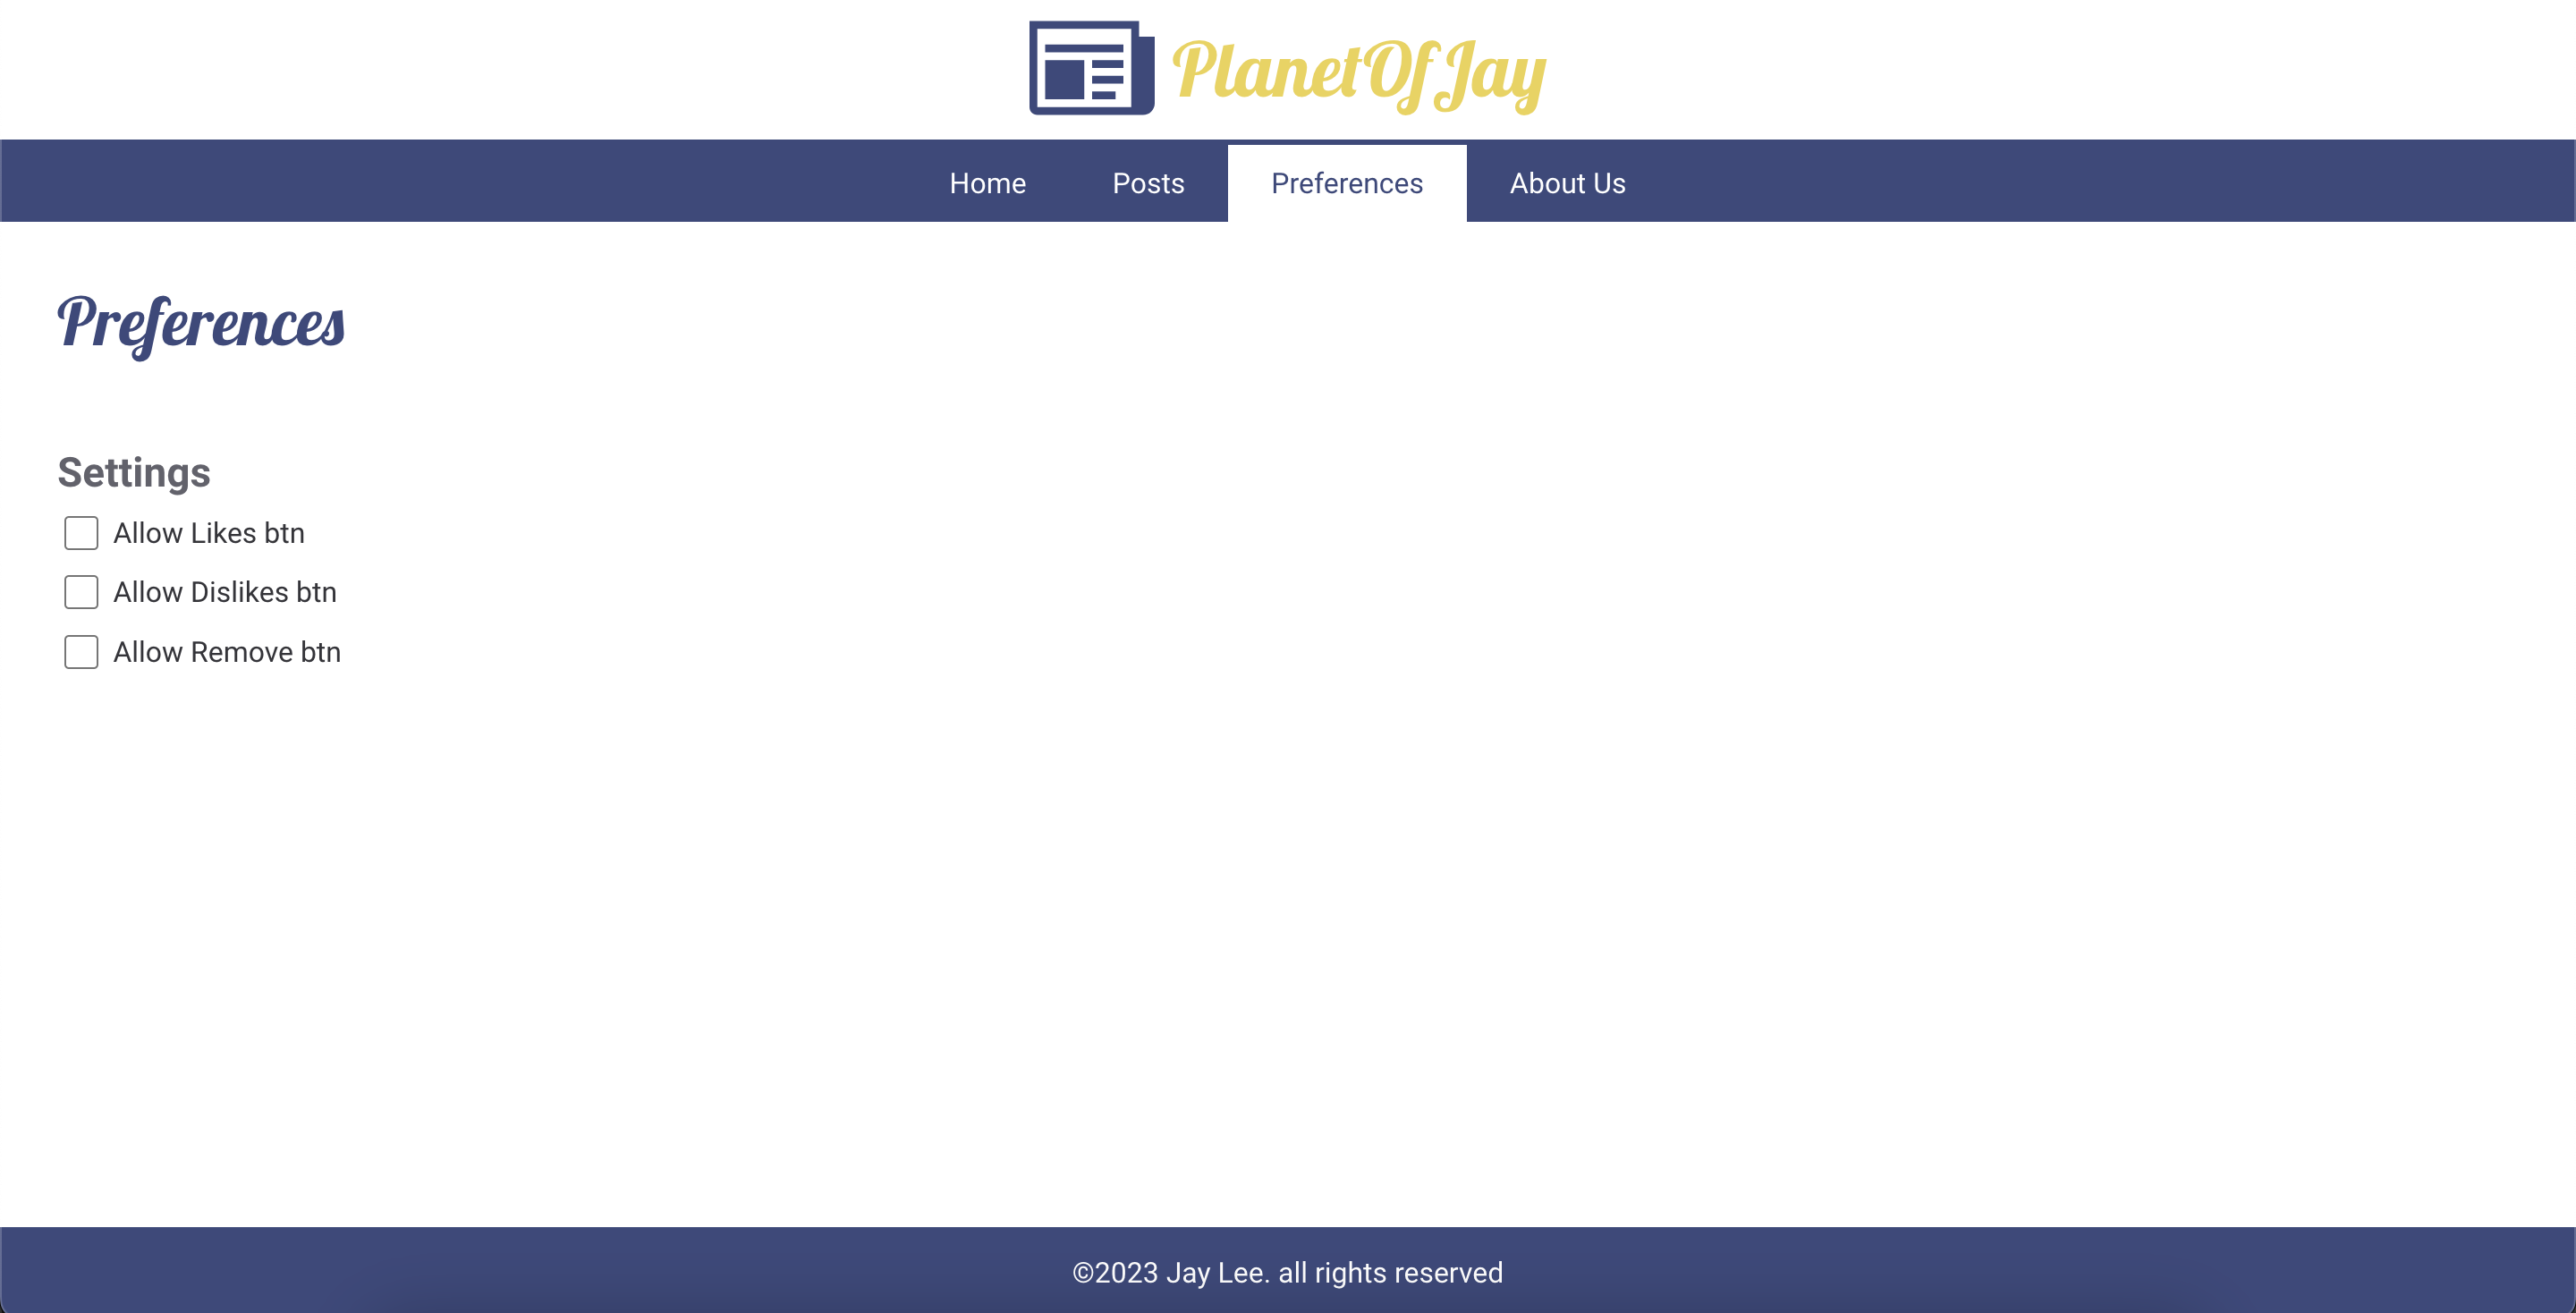 PlanetOfJay
Home Posts Preferences About Us
Preferences
Settings
Allow Likes btn
Allow Dislikes btn
Allow Remove btn
©2023 Jay Lee. all rights reserved